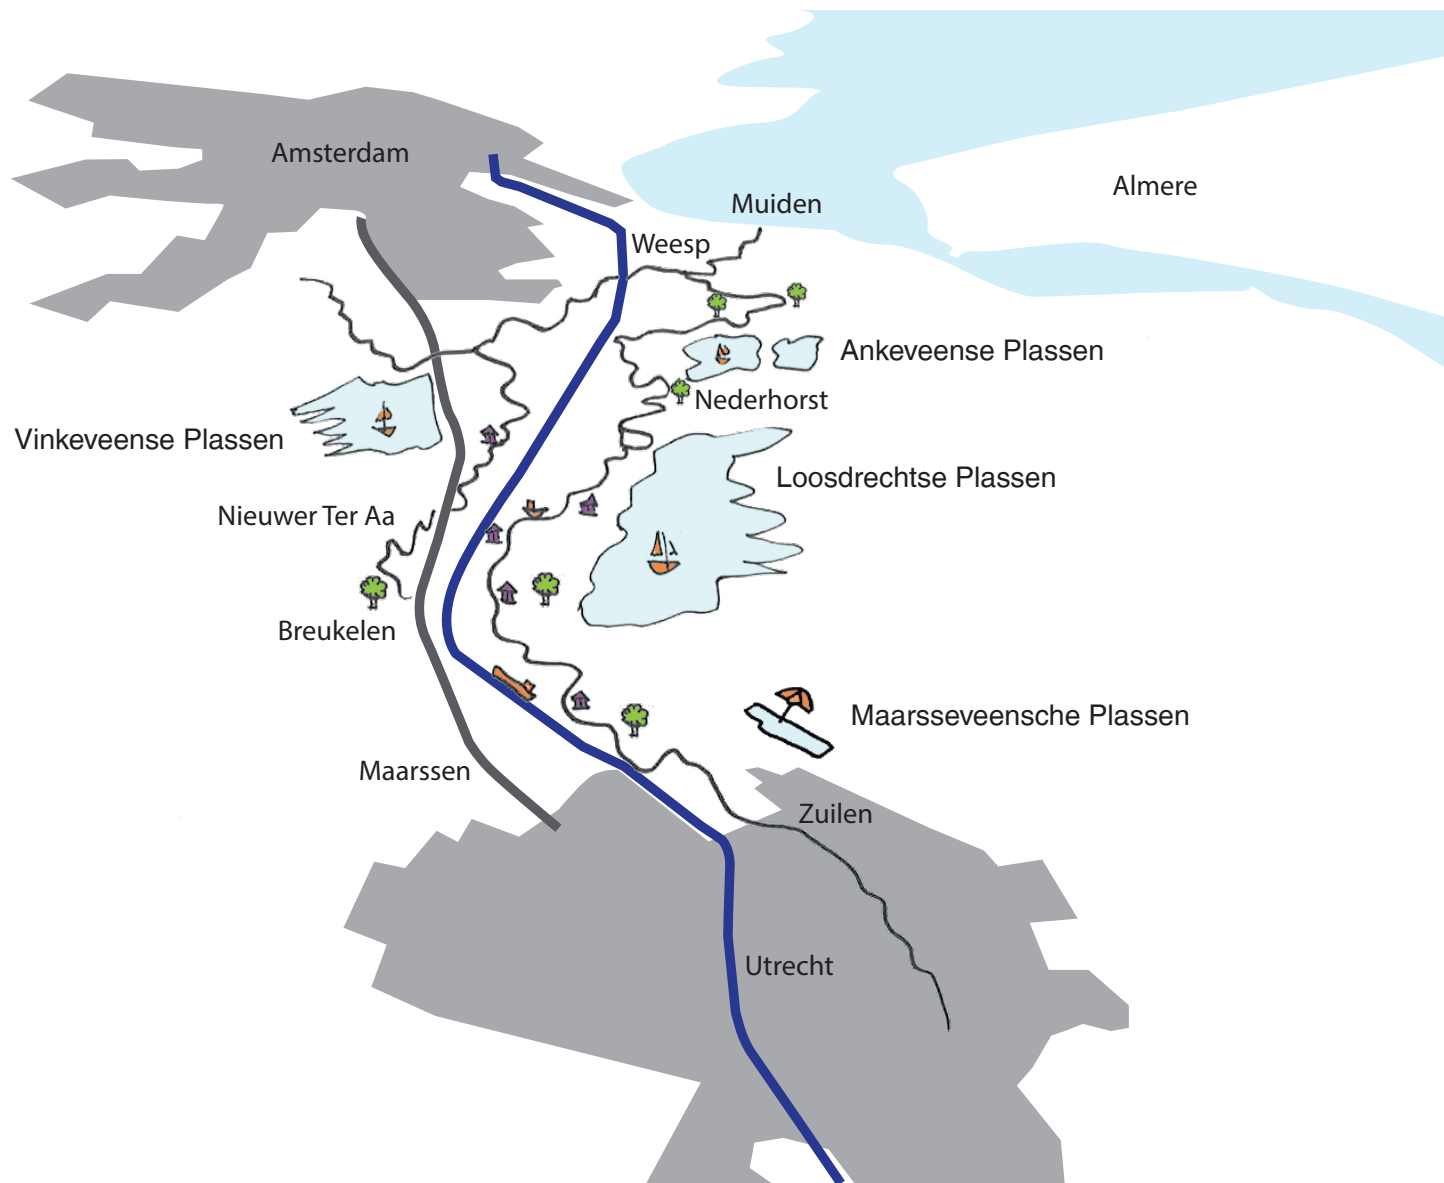 Amsterdam
Almere
Muiden
Weesp
Ankeveense Plassen
Nederhorst
Vinkeveense Plassen
Loosdrechtse Plassen
Nieuwer Ter Aa
Breukelen
Maarsseveensche Plassen
Maarssen
Zuilen
Utrecht